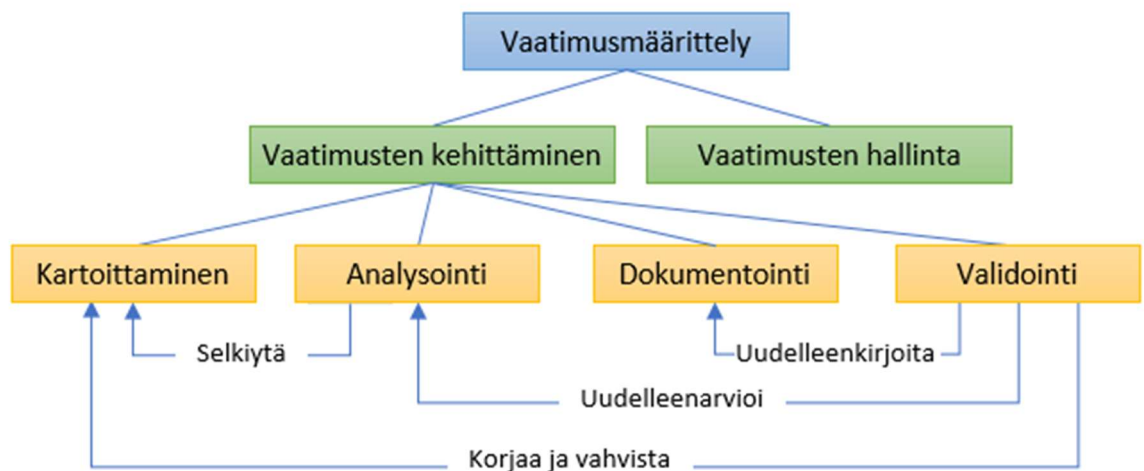 Vaatimusmäärittely
Vaatimusten kehittäminen
Vaatimusten hallinta
Kartoittaminen
Analysointi
Dokumentointi
Validointi
Selkiytä
Uudelleenkirjoita
Uudelleenarvioi
Korjaa ja vahvista